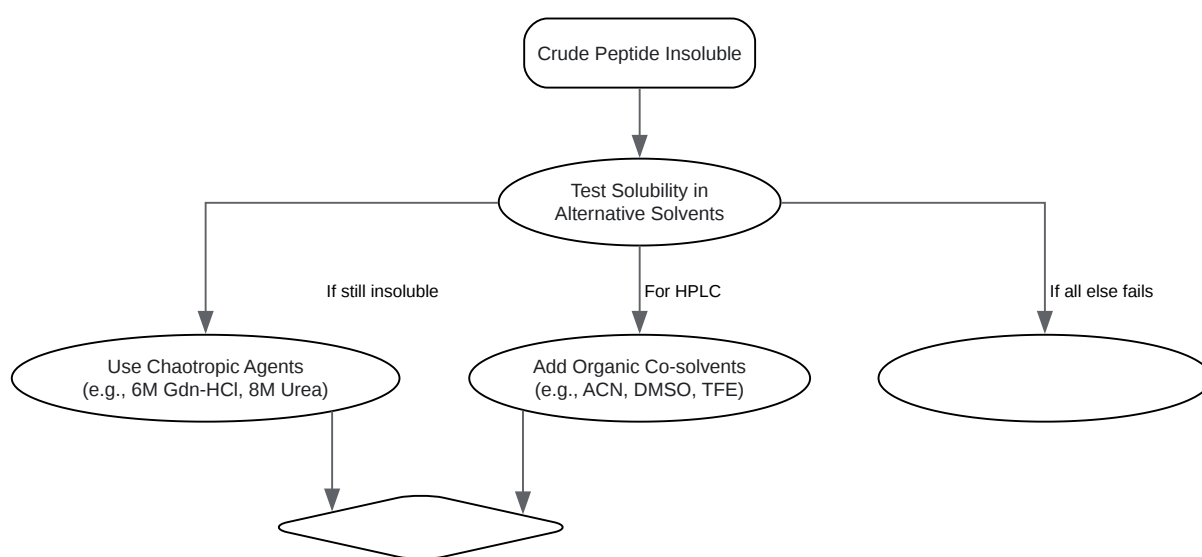 Crude Peptide Insoluble
Test Solubility in
Alternative Solvents
If still insoluble
For HPLC
If all else fails
Use Chaotropic Agents
(e.g., 6M Gdn-HCl, 8M Urea)
Add Organic Co-solvents
(e.g., ACN, DMSO, TFE)